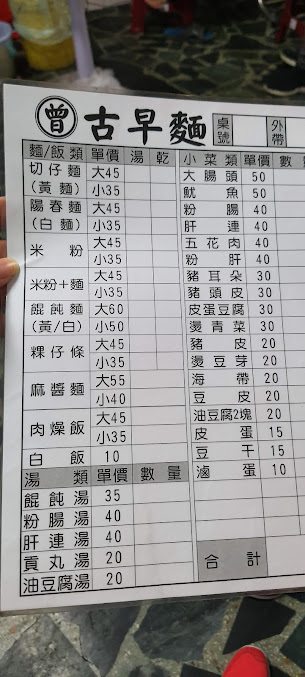 曾 古早麵 桌號 外帶
麵/飯類 單價 湯 乾
切仔麵(黃麵) 大45 小35
陽春麵(白麵) 大45 小35
米粉 大45 小35
米粉+麵 大45 小35
餛飩麵(黃/白) 大60 小50
粿仔條 大45 小35
麻醬麵 大55 小40
肉燥飯 大45 小35
白飯 10
湯類 單價 數量
餛飩湯 35
粉腸湯 40
肝連湯 40
貢丸湯 20
油豆腐湯 20
小菜類 單價 數
大腸頭 50
魷魚 50
粉腸 40
肝連 40
五花肉 40
粉肝 40
豬耳朵 30
豬頭皮 30
皮蛋豆腐 30
燙青菜 30
豬皮 20
燙豆芽 20
海帶 20
豆皮 20
油豆腐2塊 20
皮蛋 15
豆干 15
滷蛋 10
合計